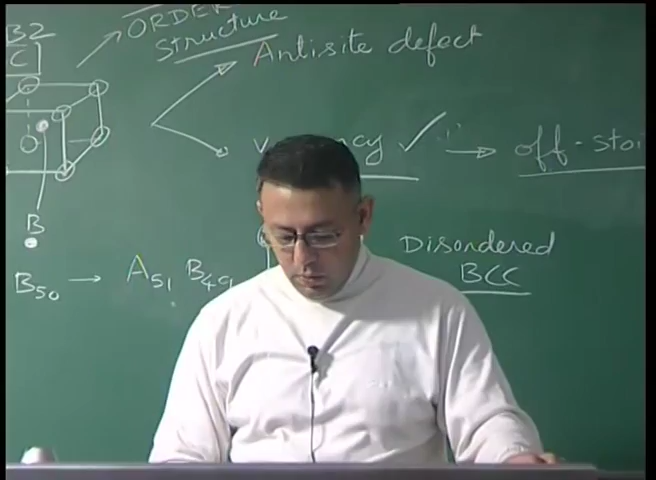 B2
ORDER
Structure
C
Antisite defect
off-stoi
B
Disordered
BCC
B50 → A51 B49